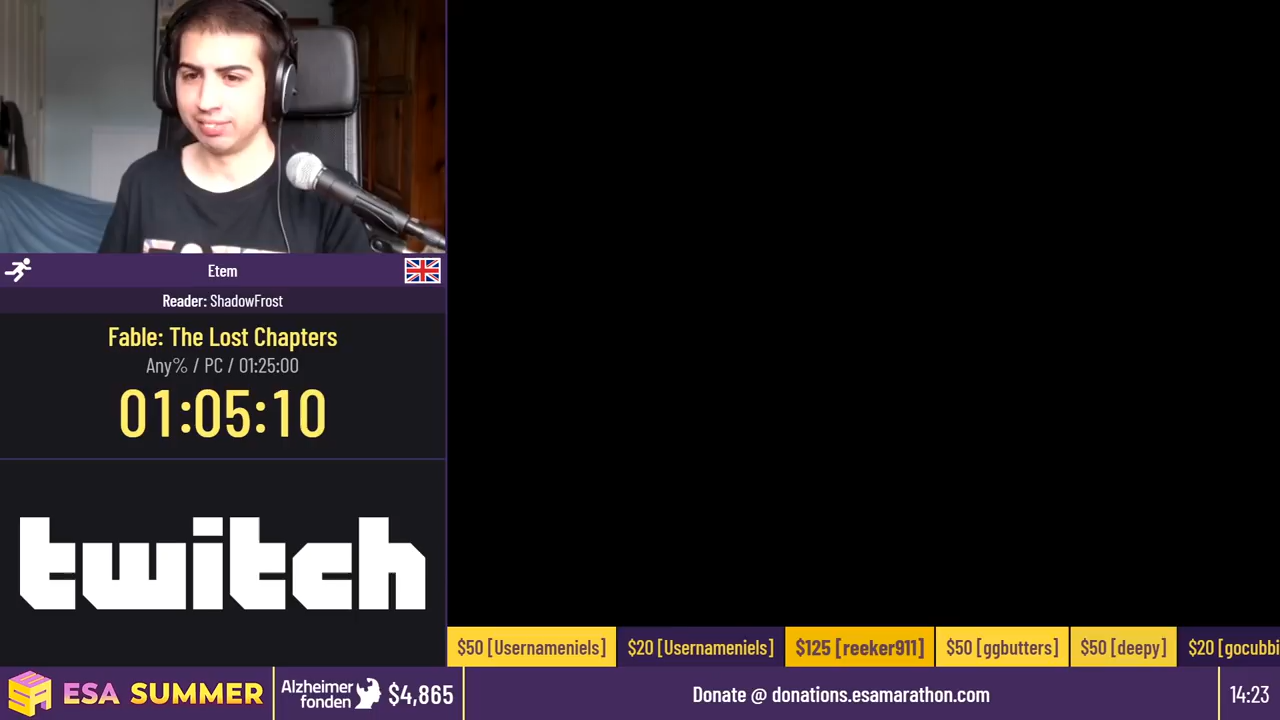 Etem
Reader: ShadowFrost
Fable: The Lost Chapters
Any% / PC / 01:25:00
01:05:10
twitch
$50 [Usernameniels] $20 [Usernameniels] $125 [reeker911] $50 [ggbutters] $50 [deepy] $20 [gocubbi
ESA SUMMER
Alzheimer
fonden
$4,865
Donate @ donations.esamarathon.com
14:23